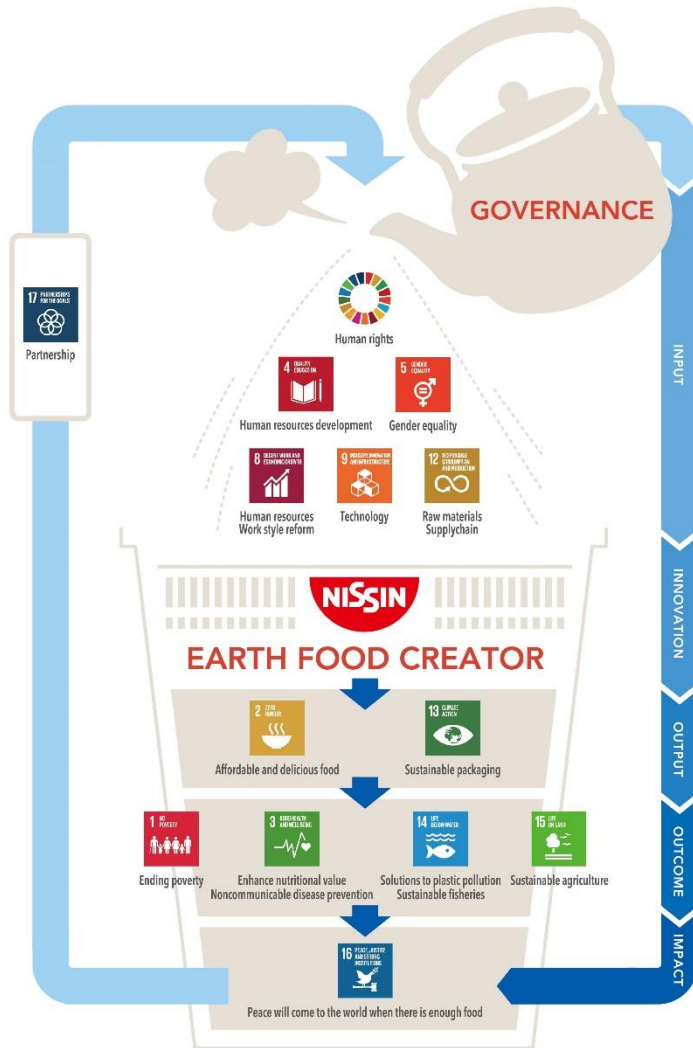 GOVERNANCE
17 PARTNERSHIPS
FOR THE GOALS
Partnership
Human rights
4 QUALITY
EDUCATION
Human resources development
5 GENDER
EQUALITY
Gender equality
8 DECENT WORK AND
ECONOMIC GROWTH
Human resources
Work style reform
9 INDUSTRY, INNOVATION
AND INFRASTRUCTURE
Technology
12 RESPONSIBLE
CONSUMPTION
AND PRODUCTION
Raw materials
Supplychain
NISSIN
EARTH FOOD CREATOR
2 ZERO
HUNGER
Affordable and delicious food
13 CLIMATE
ACTION
Sustainable packaging
1 NO
POVERTY
Ending poverty
3 GOOD HEALTH
AND WELL-BEING
Enhance nutritional value
Noncommunicable disease prevention
14 LIFE
BELOW WATER
Solutions to plastic pollution
Sustainable fisheries
15 LIFE
ON LAND
Sustainable agriculture
16 PEACE, JUSTICE
AND STRONG
INSTITUTIONS
Peace will come to the world when there is enough food
INPUT
INNOVATION
OUTPUT
OUTCOME
IMPACT